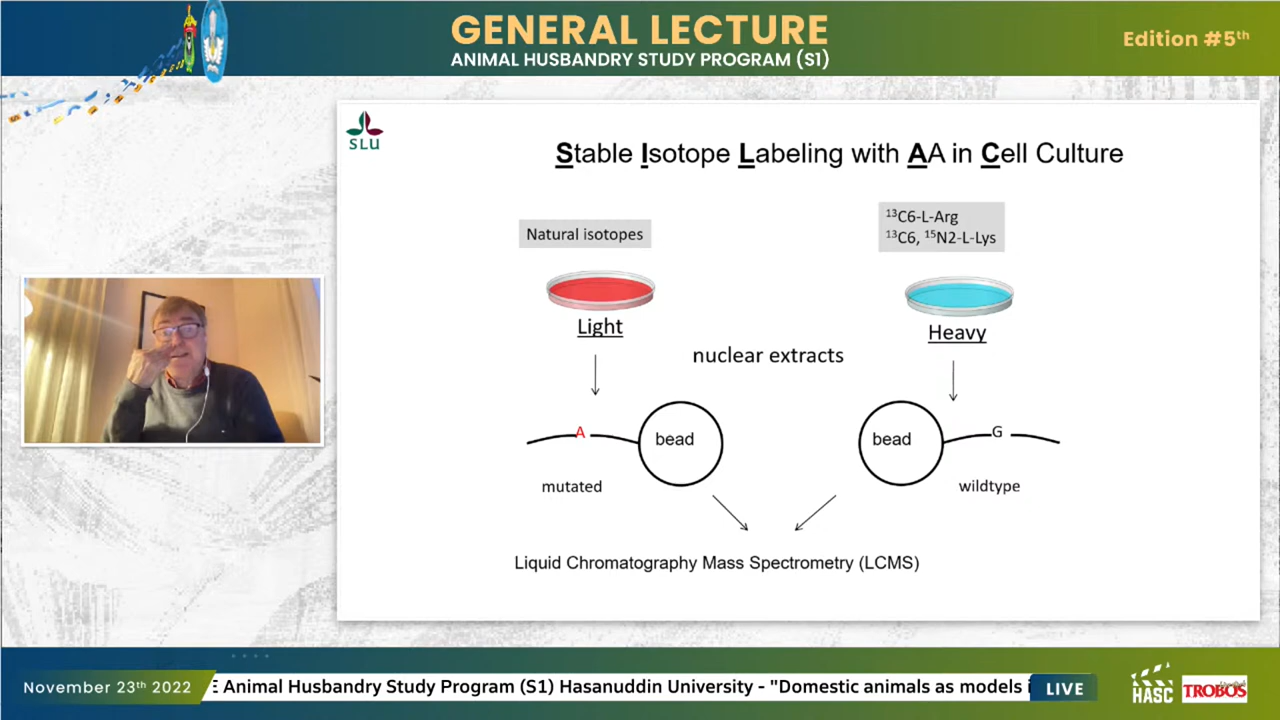 GENERAL LECTURE
ANIMAL HUSBANDRY STUDY PROGRAM (S1)
Edition #5th
SLU
Stable Isotope Labeling with AA in Cell Culture
Natural isotopes
13C6-L-Arg
13C6, 15N2-L-Lys
Light
Heavy
nuclear extracts
A
bead
bead
G
mutated
wildtype
Liquid Chromatography Mass Spectrometry (LCMS)
November 23th 2022
E Animal Husbandry Study Program (S1) Hasanuddin University - "Domestic animals as models i
LIVE
HASC
TROBOS